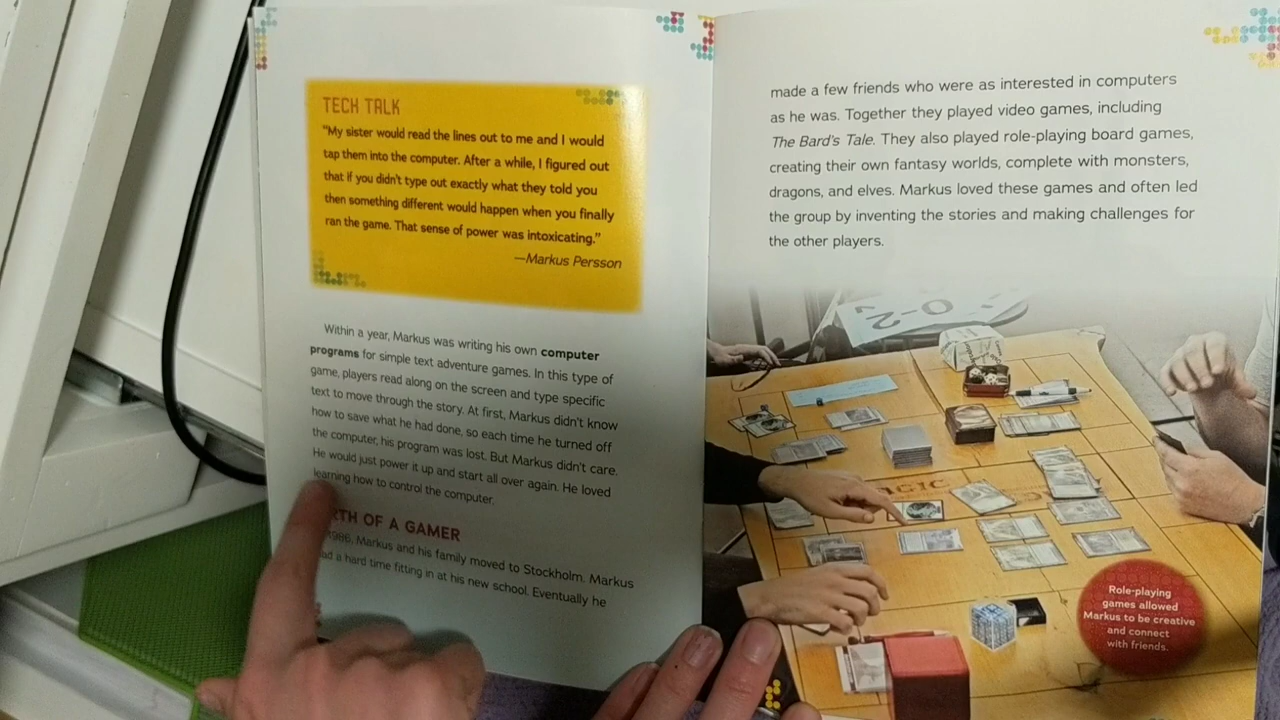 TECH TALK
"My sister would read the lines out to me and I would
tap them into the computer. After a while, I figured out
that if you didn't type out exactly what they told you
then something different would happen when you finally
ran the game. That sense of power was intoxicating."
—Markus Persson
Within a year, Markus was writing his own computer
programs for simple text adventure games. In this type of
game, players read along on the screen and type specific
text to move through the story. At first, Markus didn't know
how to save what he had done, so each time he turned off
the computer, his program was lost. But Markus didn't care.
He would just power it up and start all over again. He loved
learning how to control the computer.
RTH OF A GAMER
1986, Markus and his family moved to Stockholm. Markus
ad a hard time fitting in at his new school. Eventually he
made a few friends who were as interested in computers
as he was. Together they played video games, including
The Bard's Tale. They also played role-playing board games,
creating their own fantasy worlds, complete with monsters,
dragons, and elves. Markus loved these games and often led
the group by inventing the stories and making challenges for
the other players.
Role-playing
games allowed
Markus to be creative
and connect
with friends.